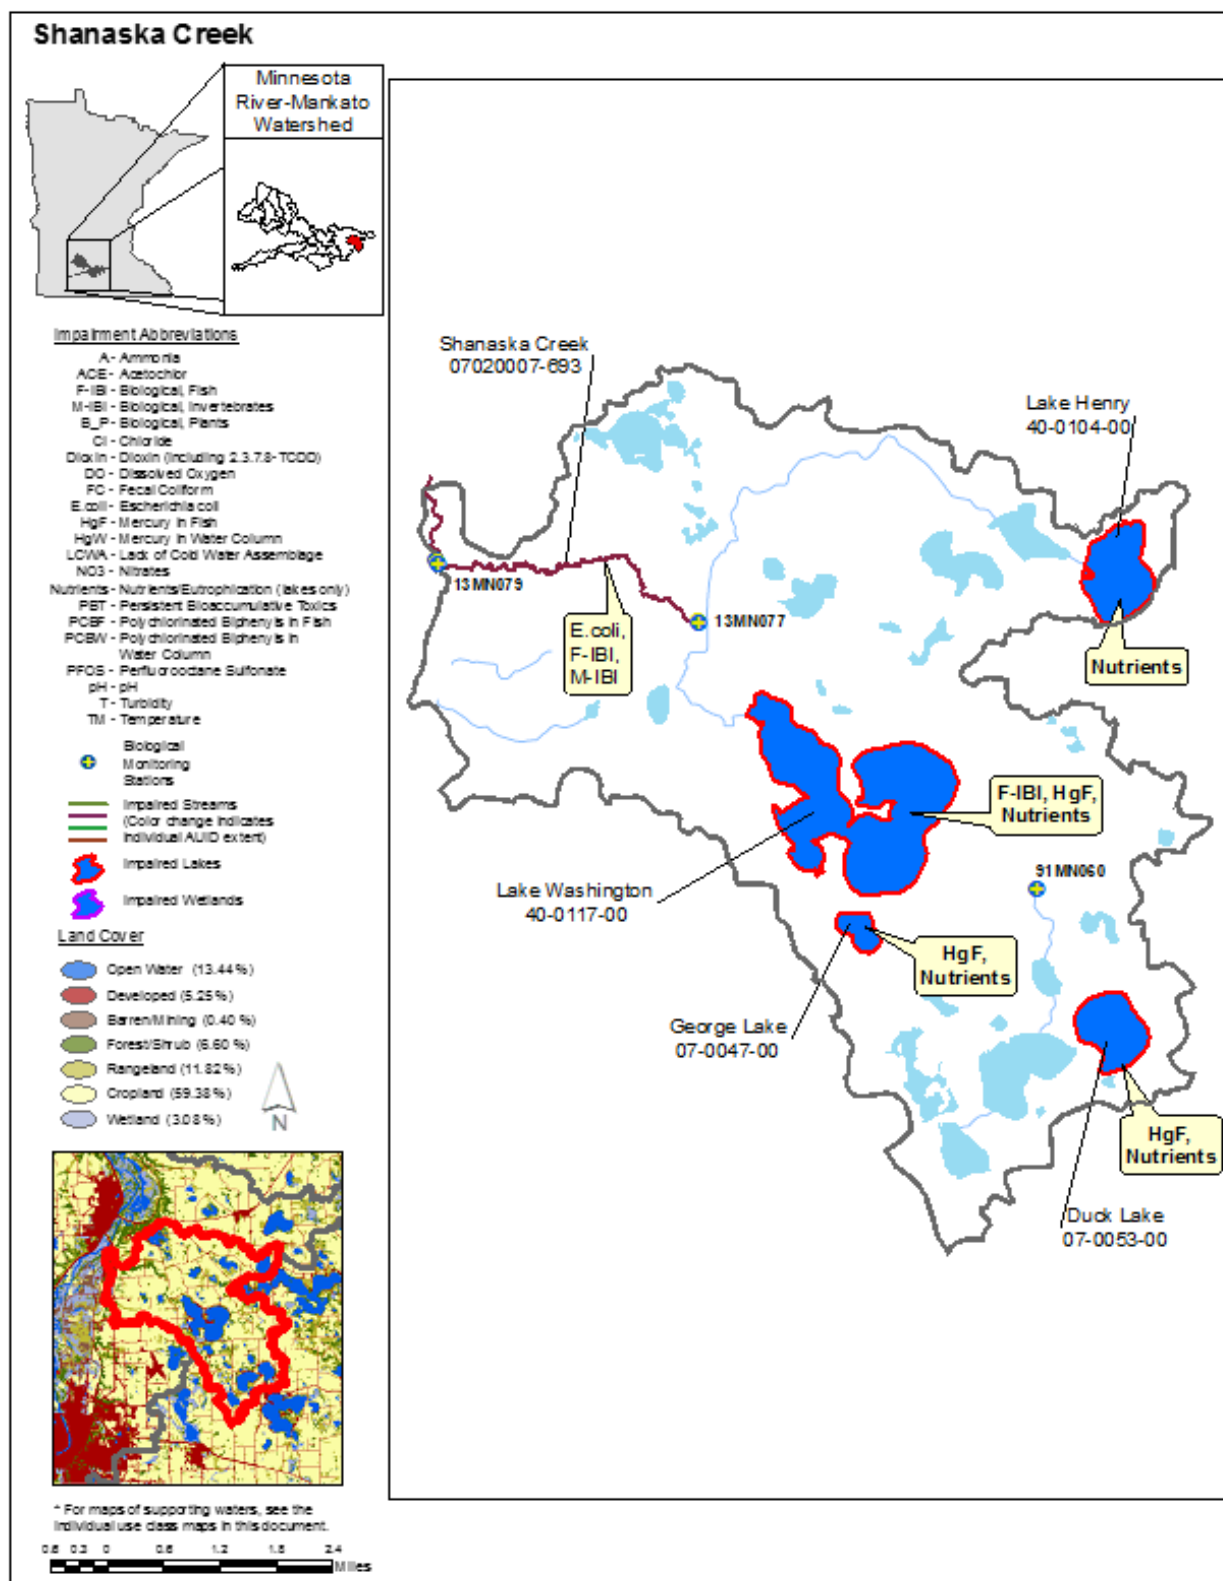 Shanaska Creek
Minnesota
River-Mankato
Watershed
Impairment Abbreviations
A - Ammonia
ACE - Acetochlor
F-IBI - Biological, Fish
M-IBI - Biological, Invertebrates
B_P - Biological, Plants
Cl - Chloride
Dioxin - Dioxin (including 2.3.7.8-TCDD)
DO - Dissolved Oxygen
FC - Fecal Coliform
E.coli - Escherichia coli
HgF - Mercury in Fish
HgW - Mercury in Water Column
LCWA - Lack of Cold Water Assemblage
NO3 - Nitrates
Nutrients - Nutrients/Eutrophication (lakes only)
PBT - Persistent Bioaccumulative Toxics
PCBF - Polychlorinated Biphenyls in Fish
PCBW - Polychlorinated Biphenyls in
Water Column
PFOS - Perfluorooctane Sulfonate
pH - pH
T - Turbidity
TM - Temperature
Biological
Monitoring
Stations
Impaired Streams
(Color change indicates
individual AUID extent)
Impaired Lakes
Impaired Wetlands
Land Cover
Open Water (13.44%)
Developed (5.25%)
Barren/Mining (0.40 %)
Forest/Shrub (6.60 %)
Rangeland (11.82%)
Cropland (59.38%)
Wetland (3.08%)
N
* For maps of supporting waters, see the
individual use class maps in this document.
0.6 0.3 0 0.6 1.2 1.8 2.4
Miles
Shanaska Creek
07020007-693
Lake Henry
40-0104-00
13MN079
13MN077
E.coli,
F-IBI,
M-IBI
Nutrients
F-IBI, HgF,
Nutrients
Lake Washington
40-0117-00
91MN060
HgF,
Nutrients
George Lake
07-0047-00
HgF,
Nutrients
Duck Lake
07-0053-00